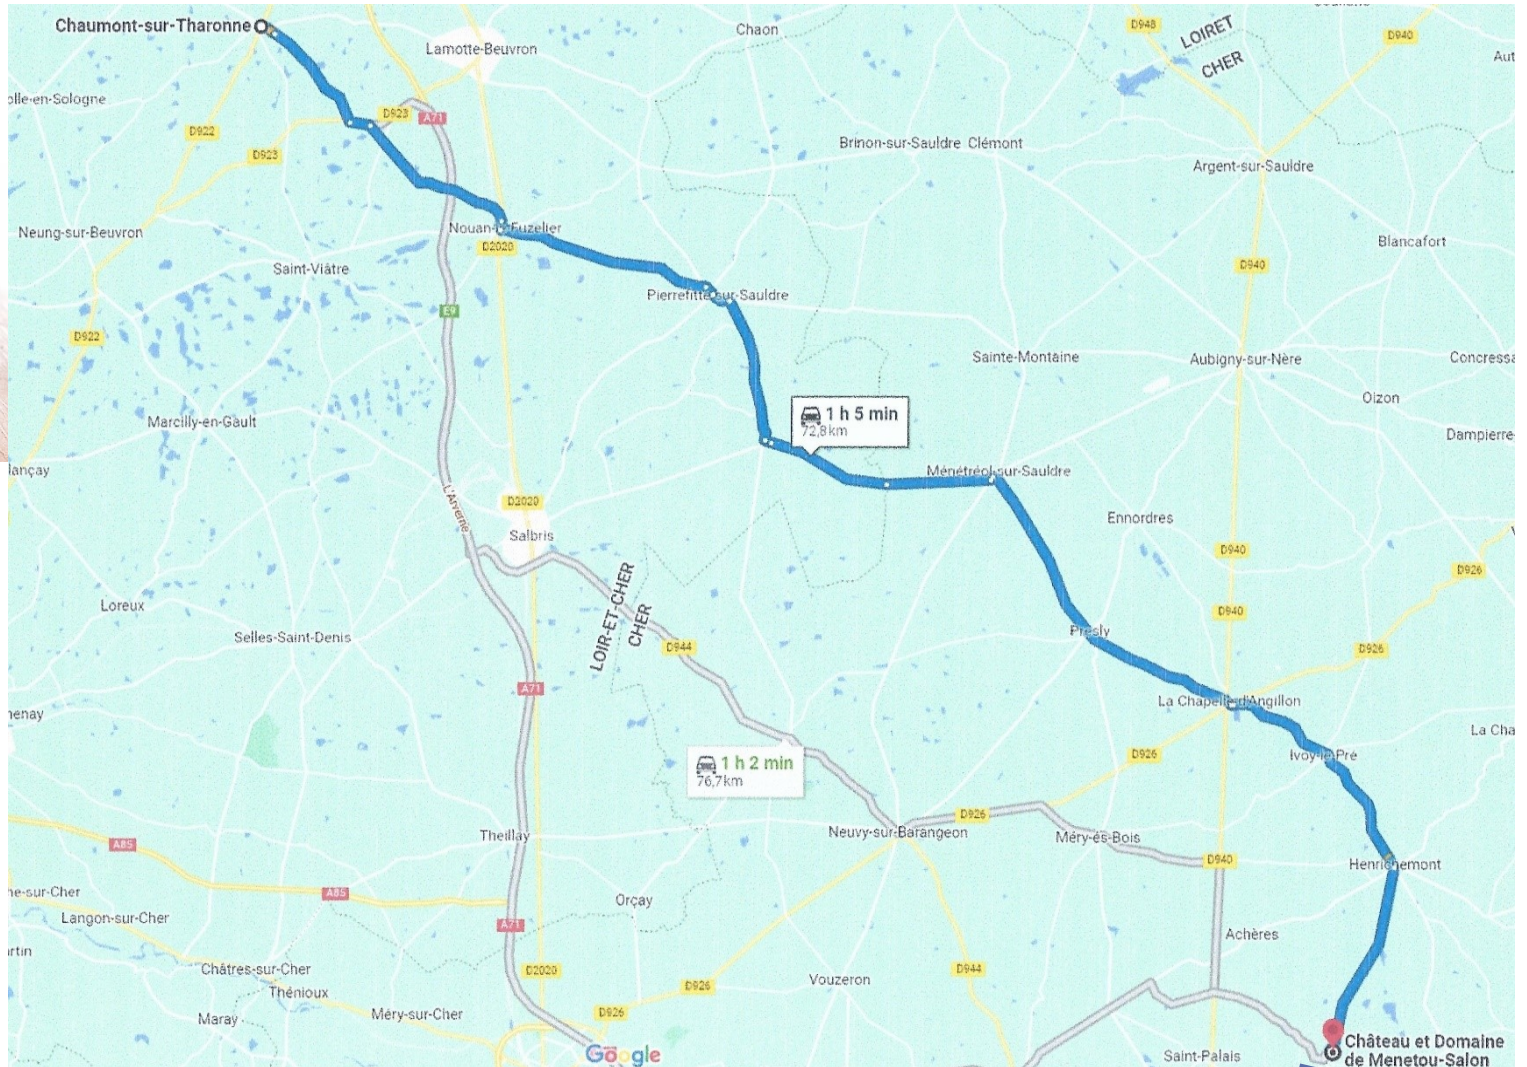 Chaumont-sur-Tharonne
Lamotte-Beuvron
Chaon
D948
LOIRET
CHER
D940
Aut
olle-en-Sologne
D922
D923
A71
D923
Brinon-sur-Sauldre
Clémont
Argent-sur-Sauldre
Neung-sur-Beuvron
Nouan-le-Fuzelier
D2020
Blancafort
Saint-Viâtre
D940
Pierrefitte-sur-Sauldre
E9
D922
Sainte-Montaine
Aubigny-sur-Nère
Concressa
Oizon
1 h 5 min
72,8 km
Marcilly-en-Gault
Dampierre-
lançay
Ménétréol-sur-Sauldre
L'Arverne
D2020
Salbris
Ennordres
D940
D926
LOIR-ET-CHER
CHER
Loreux
Selles-Saint-Denis
D940
Presly
D944
D926
A71
La Chapelle-d'Angillon
henay
La Cha
D926
Ivoy-le-Pré
1 h 2 min
76,7 km
D926
Theillay
Neuvy-sur-Barangeon
Méry-ès-Bois
A85
D940
Henrichemont
A85
ne-sur-Cher
Orçay
Langon-sur-Cher
A71
Achères
rtin
Châtres-sur-Cher
D2020
D944
Vouzeron
Thénioux
D926
Maray
Méry-sur-Cher
D926
Google
Saint-Palais
Château et Domaine
de Menetou-Salon